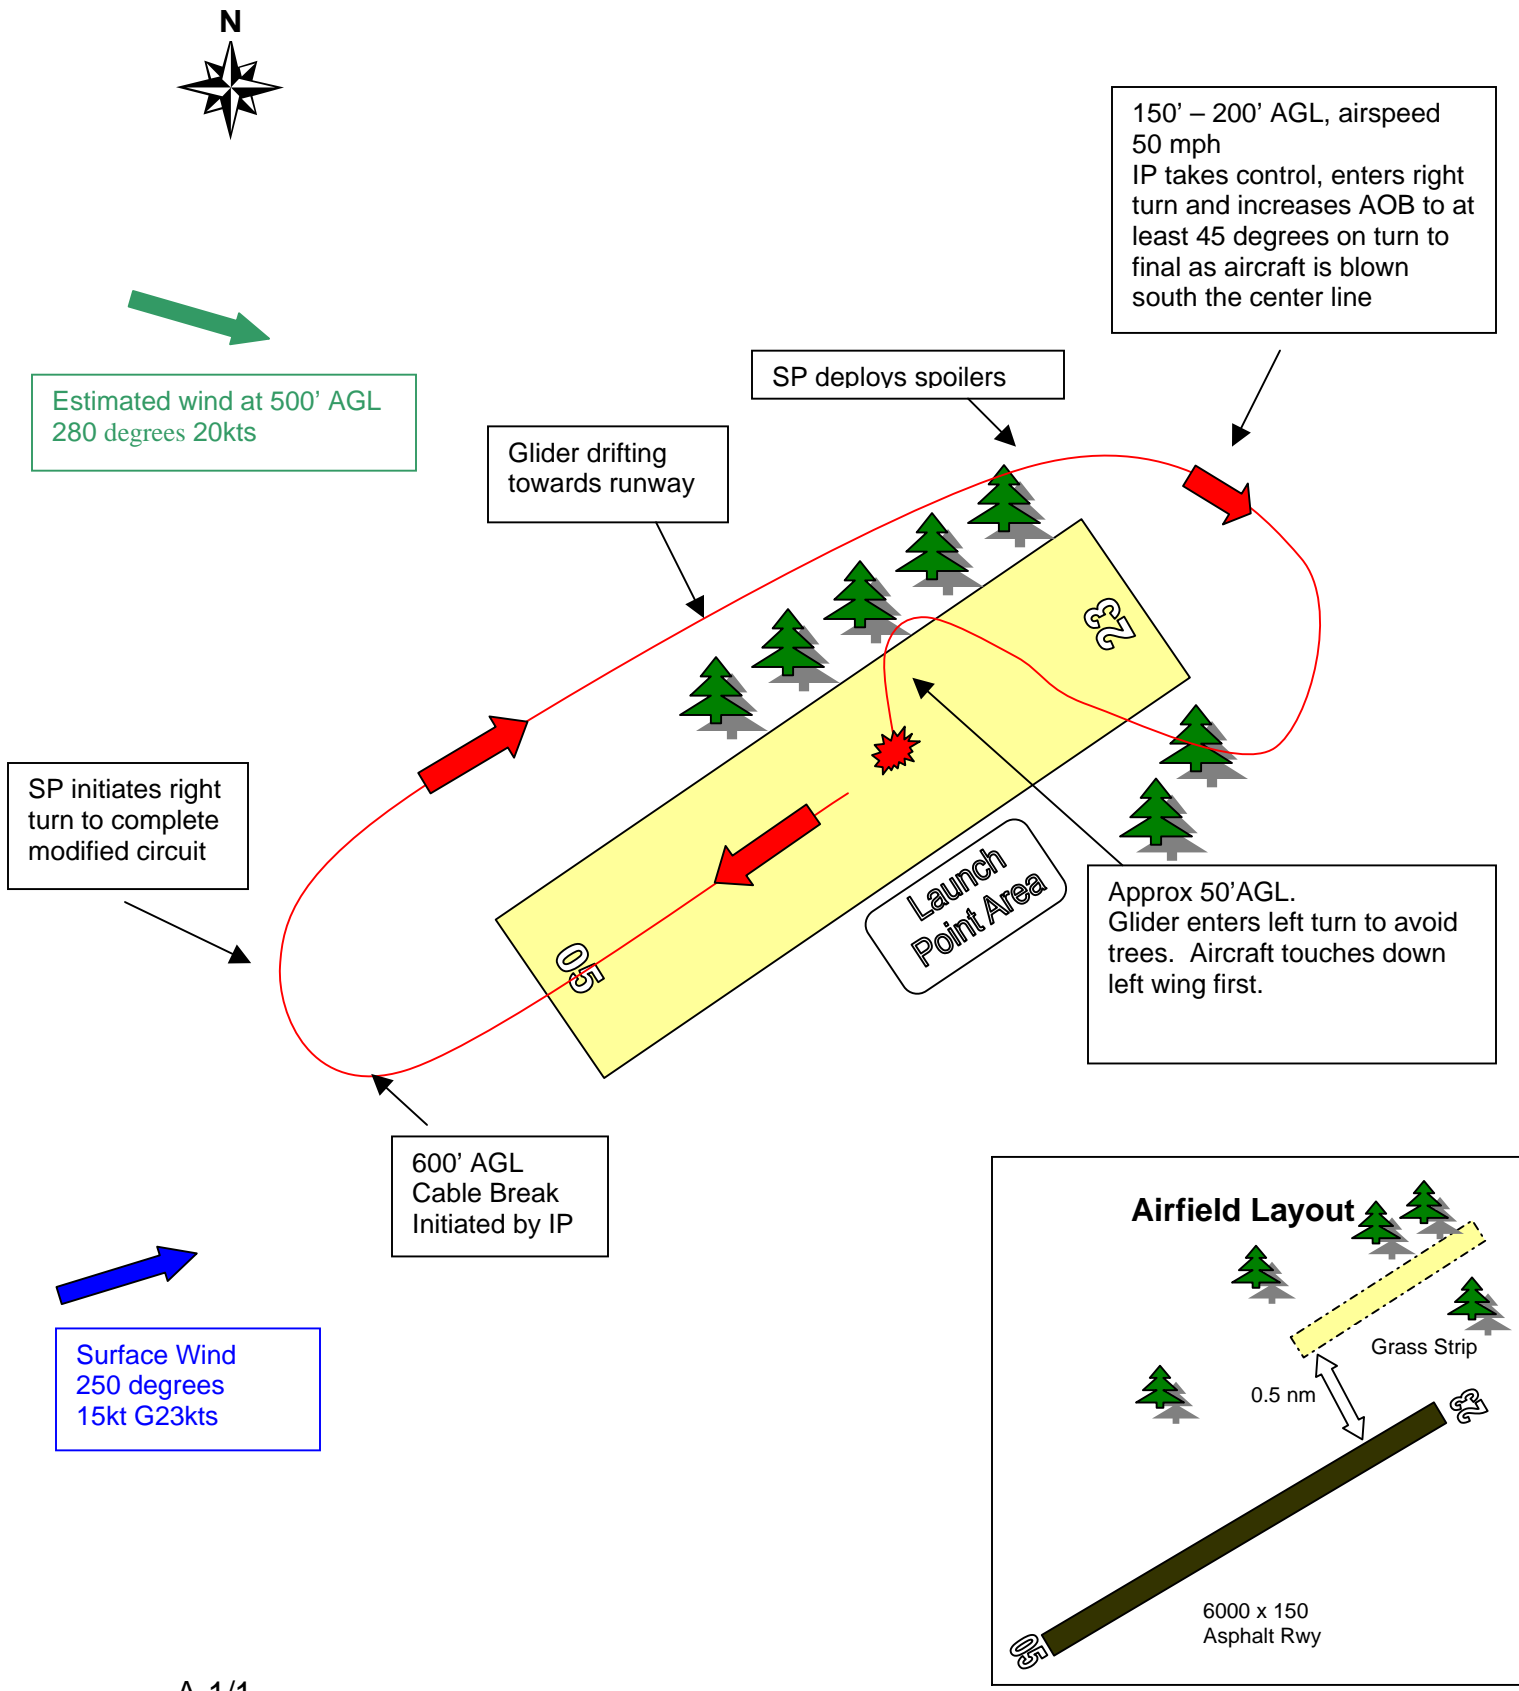 N
150’ – 200’ AGL, airspeed
50 mph
IP takes control, enters right
turn and increases AOB to at
least 45 degrees on turn to
final as aircraft is blown
south the center line
SP deploys spoilers
Estimated wind at 500’ AGL
280 degrees 20kts
Glider drifting
towards runway
23
SP initiates right
turn to complete
modified circuit
Launch
Point Area
Approx 50’AGL.
Glider enters left turn to avoid
trees.  Aircraft touches down
left wing first.
05
600’ AGL
Cable Break
Initiated by IP
Airfield Layout
Grass Strip
0.5 nm
23
Surface Wind
250 degrees
15kt G23kts
6000 x 150
Asphalt Rwy
05
A-1/1